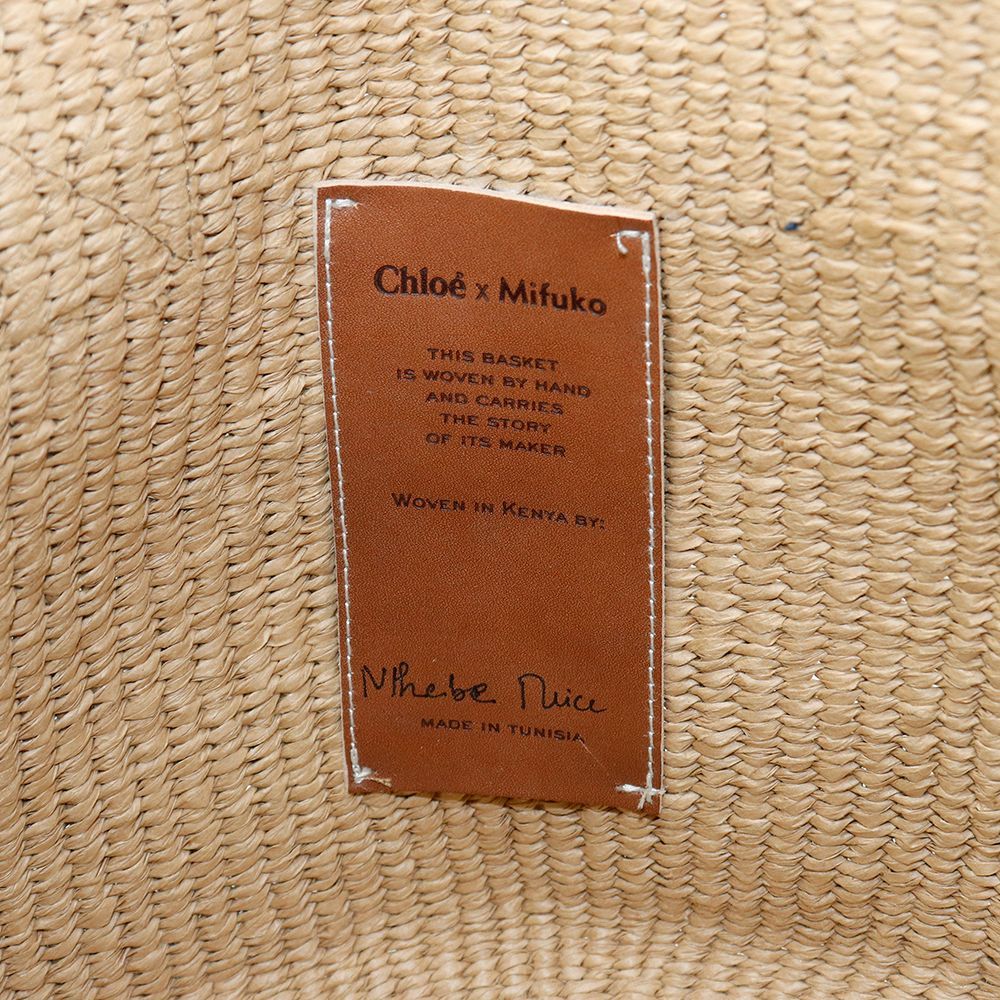 Chloé x Mifuko
THIS BASKET
IS WOVEN BY HAND
AND CARRIES
THE STORY
OF ITS MAKER
WOVEN IN KENYA BY:
MADE IN TUNISIA